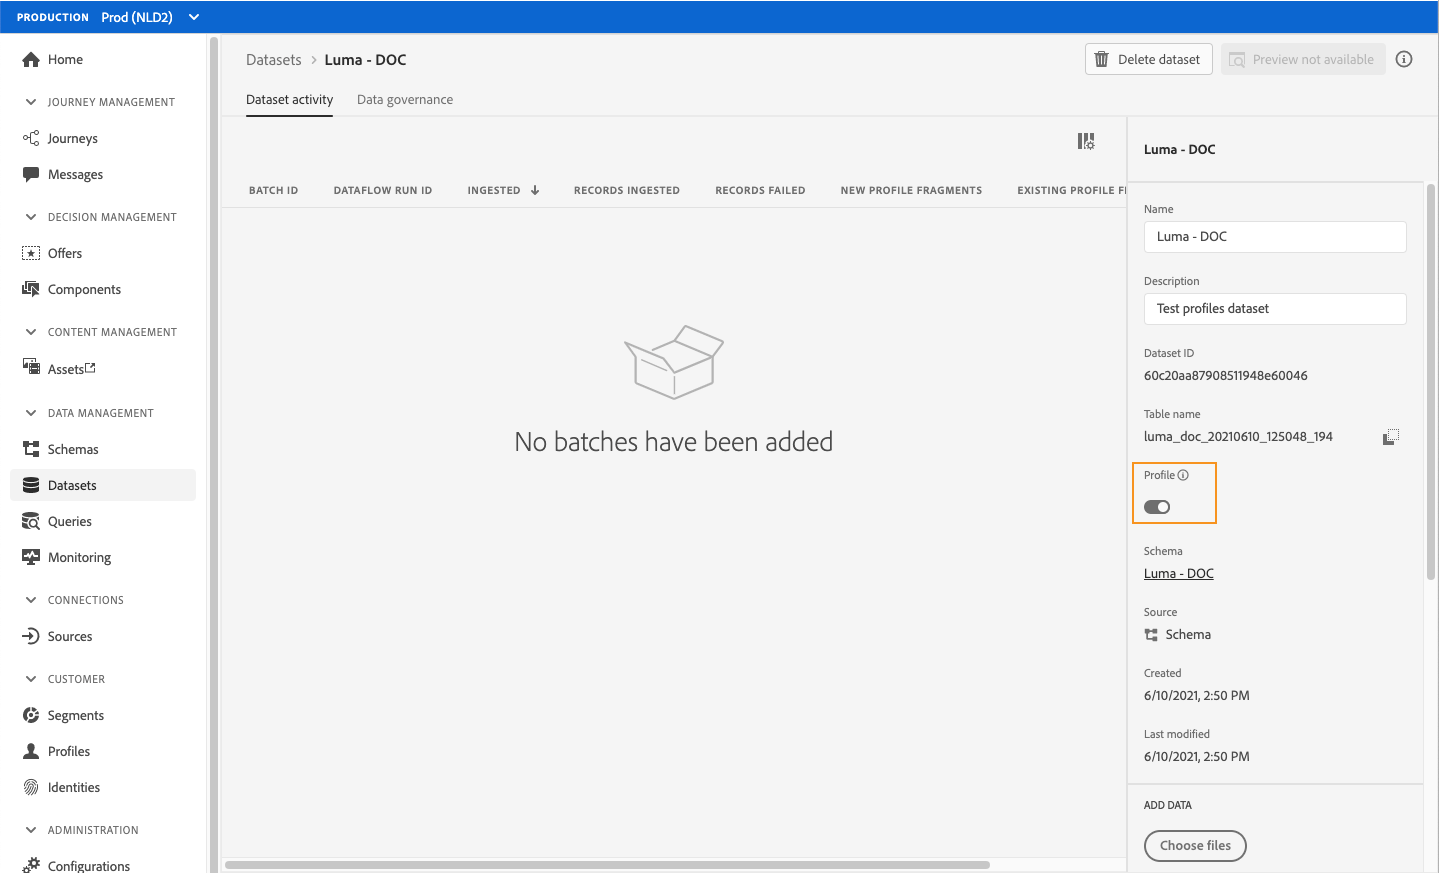 PRODUCTION Prod (NLD2)
Home
JOURNEY MANAGEMENT
Journeys
Messages
DECISION MANAGEMENT
Offers
Components
CONTENT MANAGEMENT
Assets
DATA MANAGEMENT
Schemas
Datasets
Queries
Monitoring
CONNECTIONS
Sources
CUSTOMER
Segments
Profiles
Identities
ADMINISTRATION
Configurations
Datasets > Luma - DOC
Delete dataset
Preview not available
Dataset activity Data governance
BATCH ID DATAFLOW RUN ID INGESTED RECORDS INGESTED RECORDS FAILED NEW PROFILE FRAGMENTS EXISTING PROFILE
No batches have been added
Luma - DOC
Name
Luma - DOC
Description
Test profiles dataset
Dataset ID
60c20aa87908511948e60046
Table name
luma_doc_20210610_125048_194
Profile
Schema
Luma - DOC
Source
Schema
Created
6/10/2021, 2:50 PM
Last modified
6/10/2021, 2:50 PM
ADD DATA
Choose files